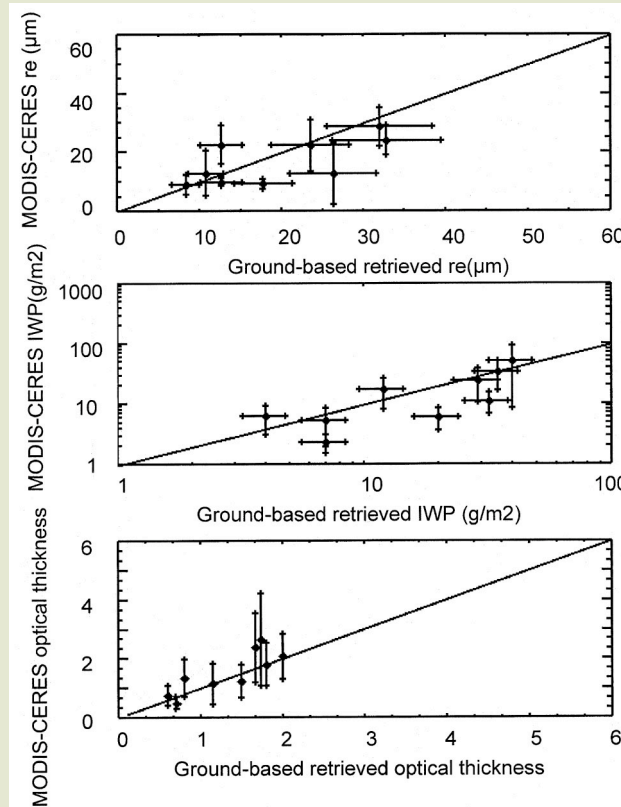 MODIS-CERES re (µm)
60
40
20
0
0 10 20 30 40 50 60
Ground-based retrieved re(µm)
MODIS-CERES IWP(g/m2)
1000
100
10
1
1 10 100
Ground-based retrieved IWP (g/m2)
MODIS-CERES optical thickness
6
4
2
0
0 1 2 3 4 5 6
Ground-based retrieved optical thickness